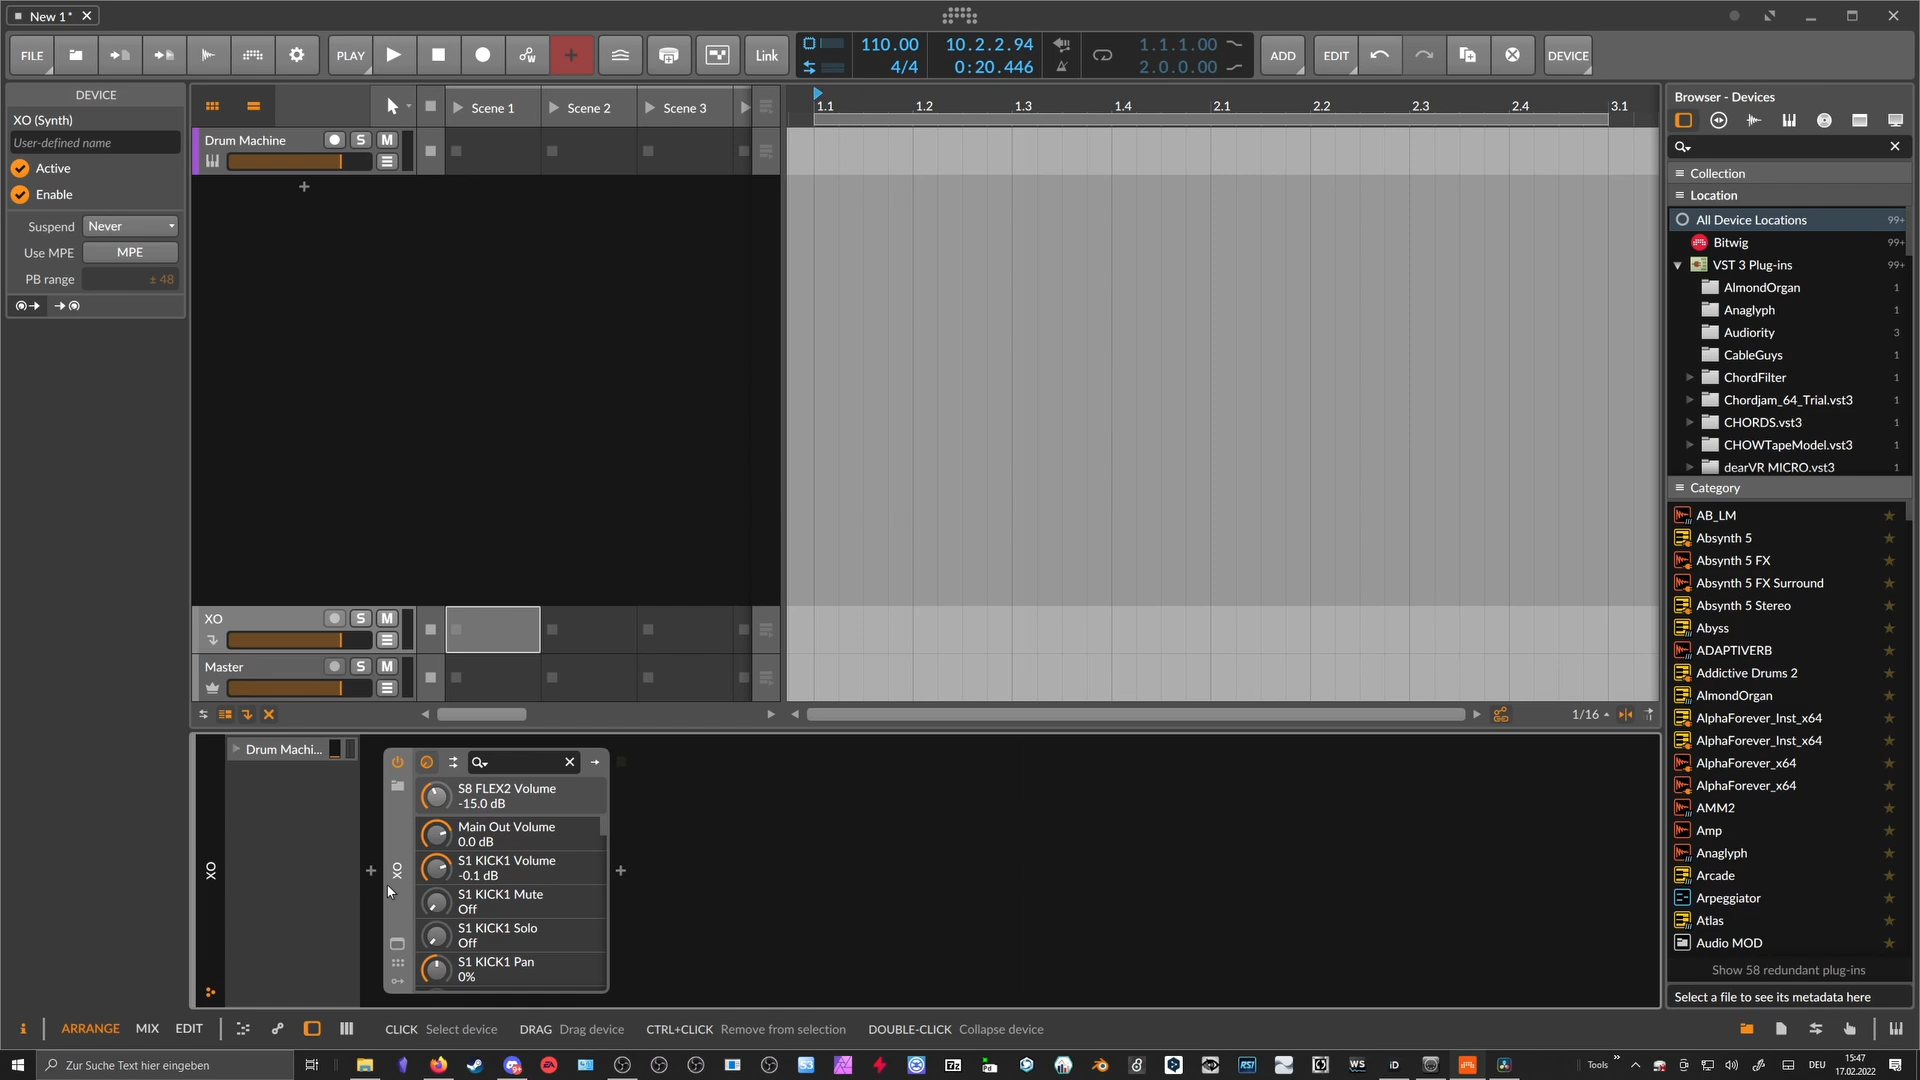 New 1*
FILE
PLAY
Link
110.00
4/4
10.2.2.94
0:20.446
1.1.1.00
2.0.0.00
ADD
EDIT
DEVICE
DEVICE
XO (Synth)
User-defined name
Active
Enable
Suspend Never
Use MPE MPE
PB range ± 48
Scene 1
Scene 2
Scene 3
1.1
1.2
1.3
1.4
2.1
2.2
2.3
2.4
3.1
Drum Machine S M
XO S M
Master S M
1/16
Browser - Devices
Collection
Location
All Device Locations 99+
Bitwig 99+
VST 3 Plug-ins 99+
AlmondOrgan 1
Anaglyph 1
Audiority 3
CableGuys 1
ChordFilter 1
Chordjam_64_Trial.vst3 1
CHORDS.vst3 1
CHOWTapeModel.vst3 1
dearVR MICRO.vst3 1
Category
AB_LM
Absynth 5
Absynth 5 FX
Absynth 5 FX Surround
Absynth 5 Stereo
Abyss
ADAPTIVERB
Addictive Drums 2
AlmondOrgan
AlphaForever_Inst_x64
AlphaForever_Inst_x64
AlphaForever_x64
AlphaForever_x64
AMM2
Amp
Anaglyph
Arcade
Arpeggiator
Atlas
Audio MOD
Show 58 redundant plug-ins
Select a file to see its metadata here
XO
Drum Machi...
XO
S8 FLEX2 Volume
-15.0 dB
Main Out Volume
0.0 dB
S1 KICK1 Volume
-0.1 dB
S1 KICK1 Mute
Off
S1 KICK1 Solo
Off
S1 KICK1 Pan
0%
ARRANGE MIX EDIT
CLICK Select device DRAG Drag device CTRL+CLICK Remove from selection DOUBLE-CLICK Collapse device
Zur Suche Text hier eingeben
EA
S3
7z
Pd
RSI
WS
iD
Tools
DEU
15:47
17.02.2022